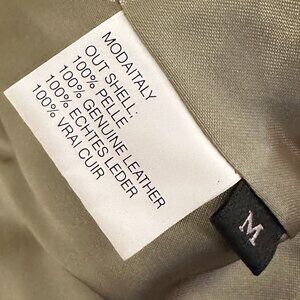 MODAITALY
OUT SHELL:
100% PELLE
100% GENUINE LEATHER
100% ECHTES LEDER
100% VRAI CUIR
M